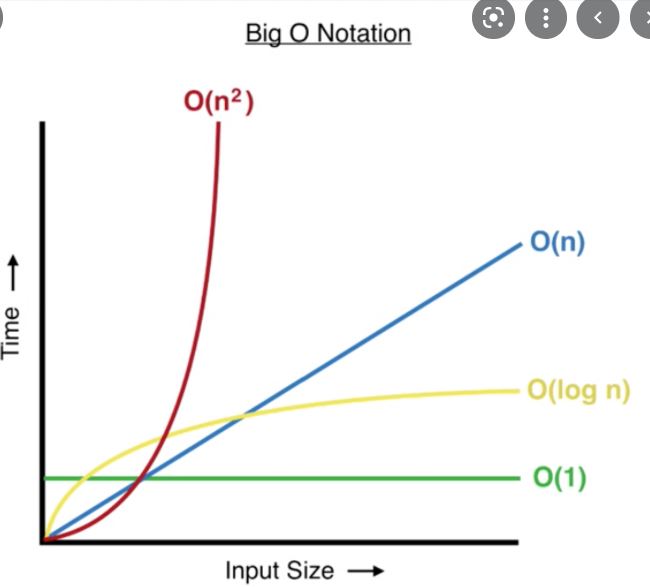 Big O Notation
O(n²)
O(n)
O(log n)
O(1)
Time →
Input Size →